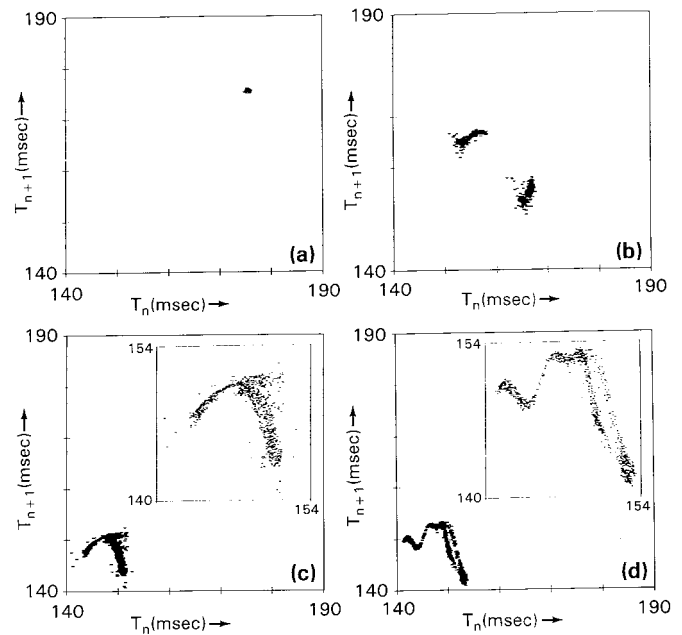 190
T_{n+1} (msec) →
140
140
T_n (msec) →
190
(a)
190
T_{n+1} (msec) →
140
140
T_n (msec) →
190
(b)
190
T_{n+1} (msec) →
140
140
T_n (msec) →
190
154
140
154
(c)
190
T_{n+1} (msec) →
140
140
T_n (msec) →
190
154
140
154
(d)